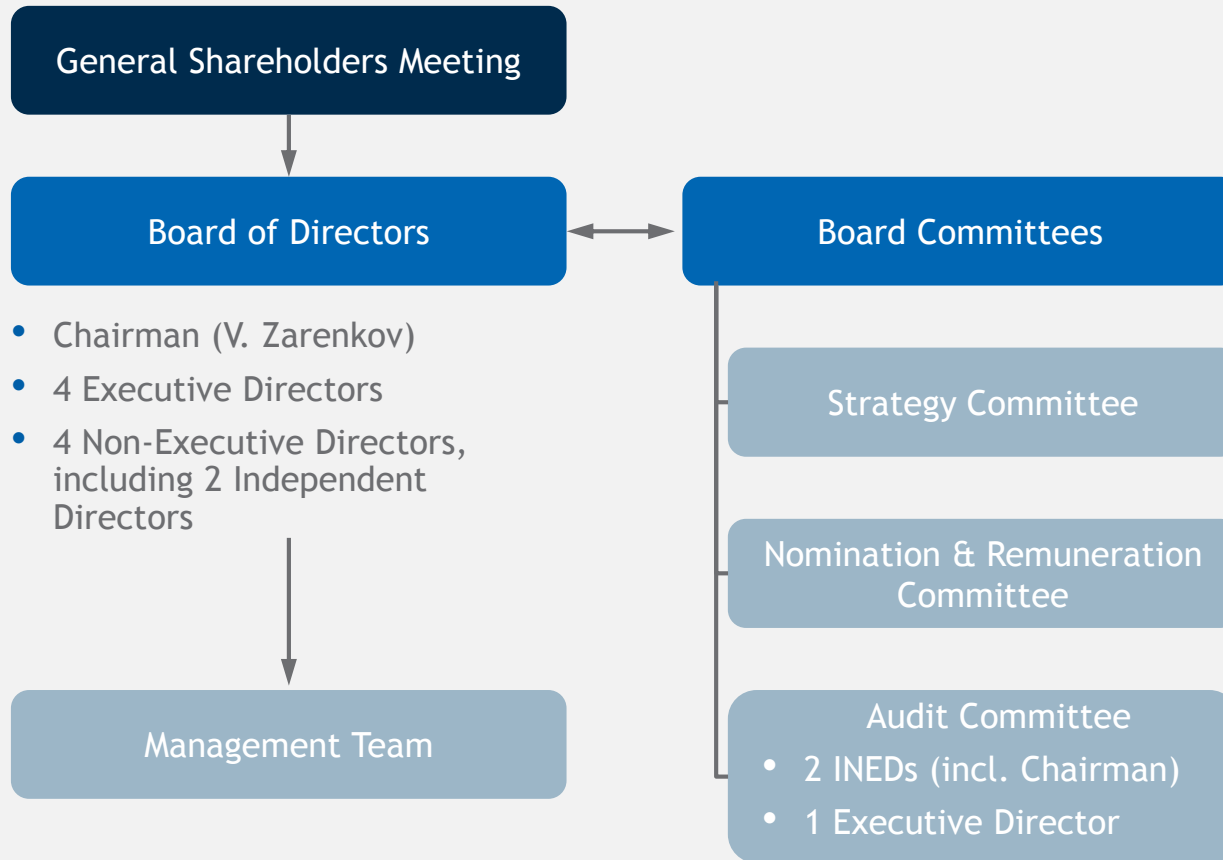 General Shareholders Meeting
Board of Directors
Board Committees
• Chairman (V. Zarenkov)
• 4 Executive Directors
• 4 Non-Executive Directors,
including 2 Independent
Directors
Strategy Committee
Nomination & Remuneration
Committee
Management Team
Audit Committee
• 2 INEDs (incl. Chairman)
• 1 Executive Director